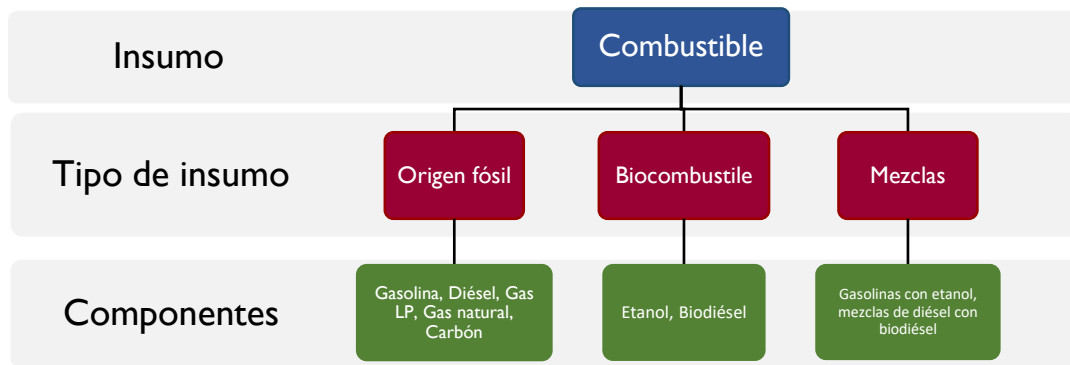 Insumo
Combustible
Tipo de insumo
Origen fósil
Biocombustile
Mezclas
Componentes
Gasolina, Diésel, Gas
LP, Gas natural,
Carbón
Etanol, Biodiésel
Gasolinas con etanol,
mezclas de diésel con
biodiésel